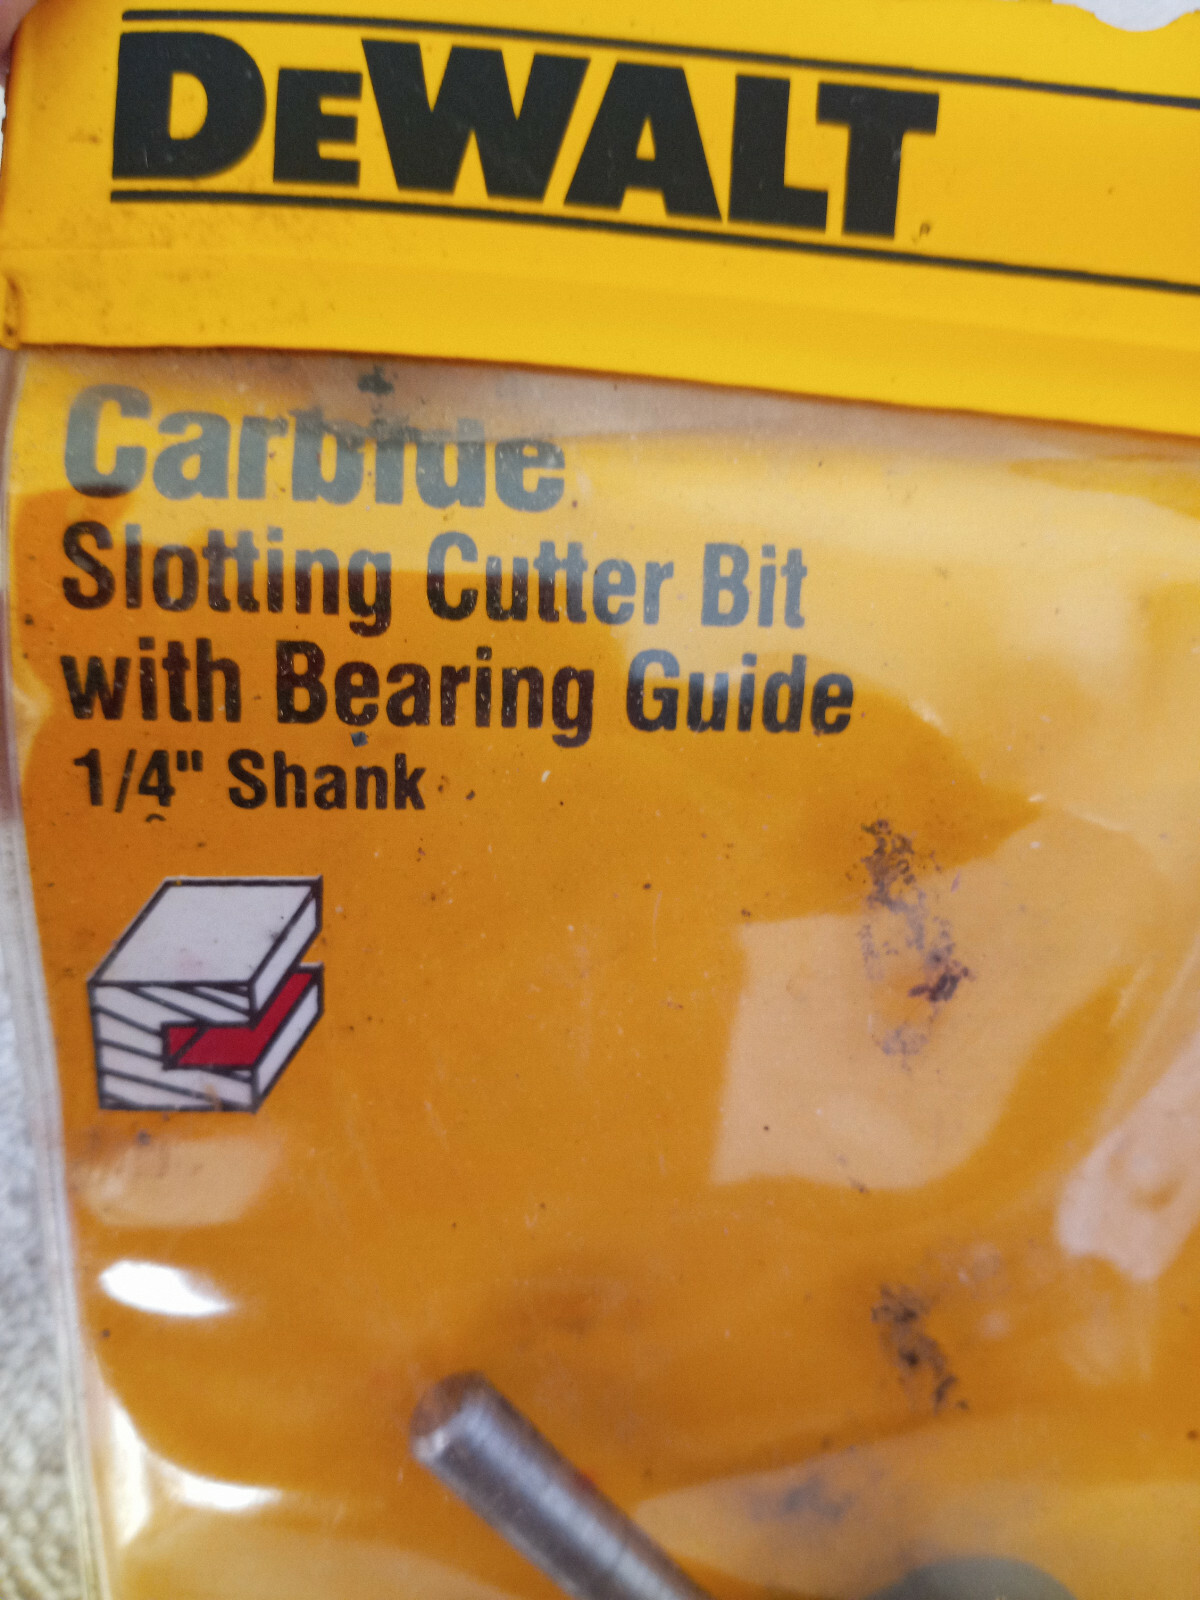 DEWALT
Carbide
Slotting Cutter Bit
with Bearing Guide
1/4" Shank